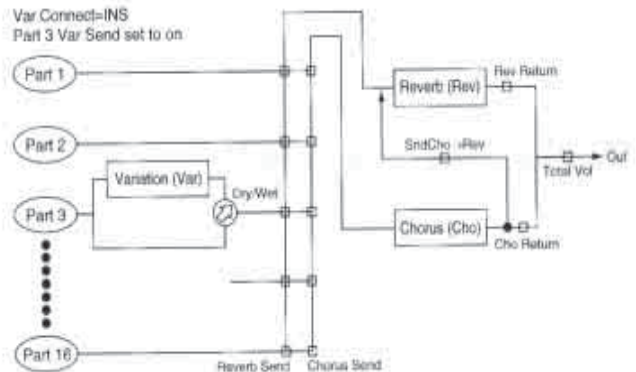 Var Connect=INS
Part 3 Var Send set to on
Part 1
Part 2
Variation (Var)
Dry/Wet
Part 3
Part 16
Reverb Send
Chorus Send
Reverb (Rev)
Rev Return
SndCho→Rev
Total Vol
Out
Chorus (Cho)
Cho Return